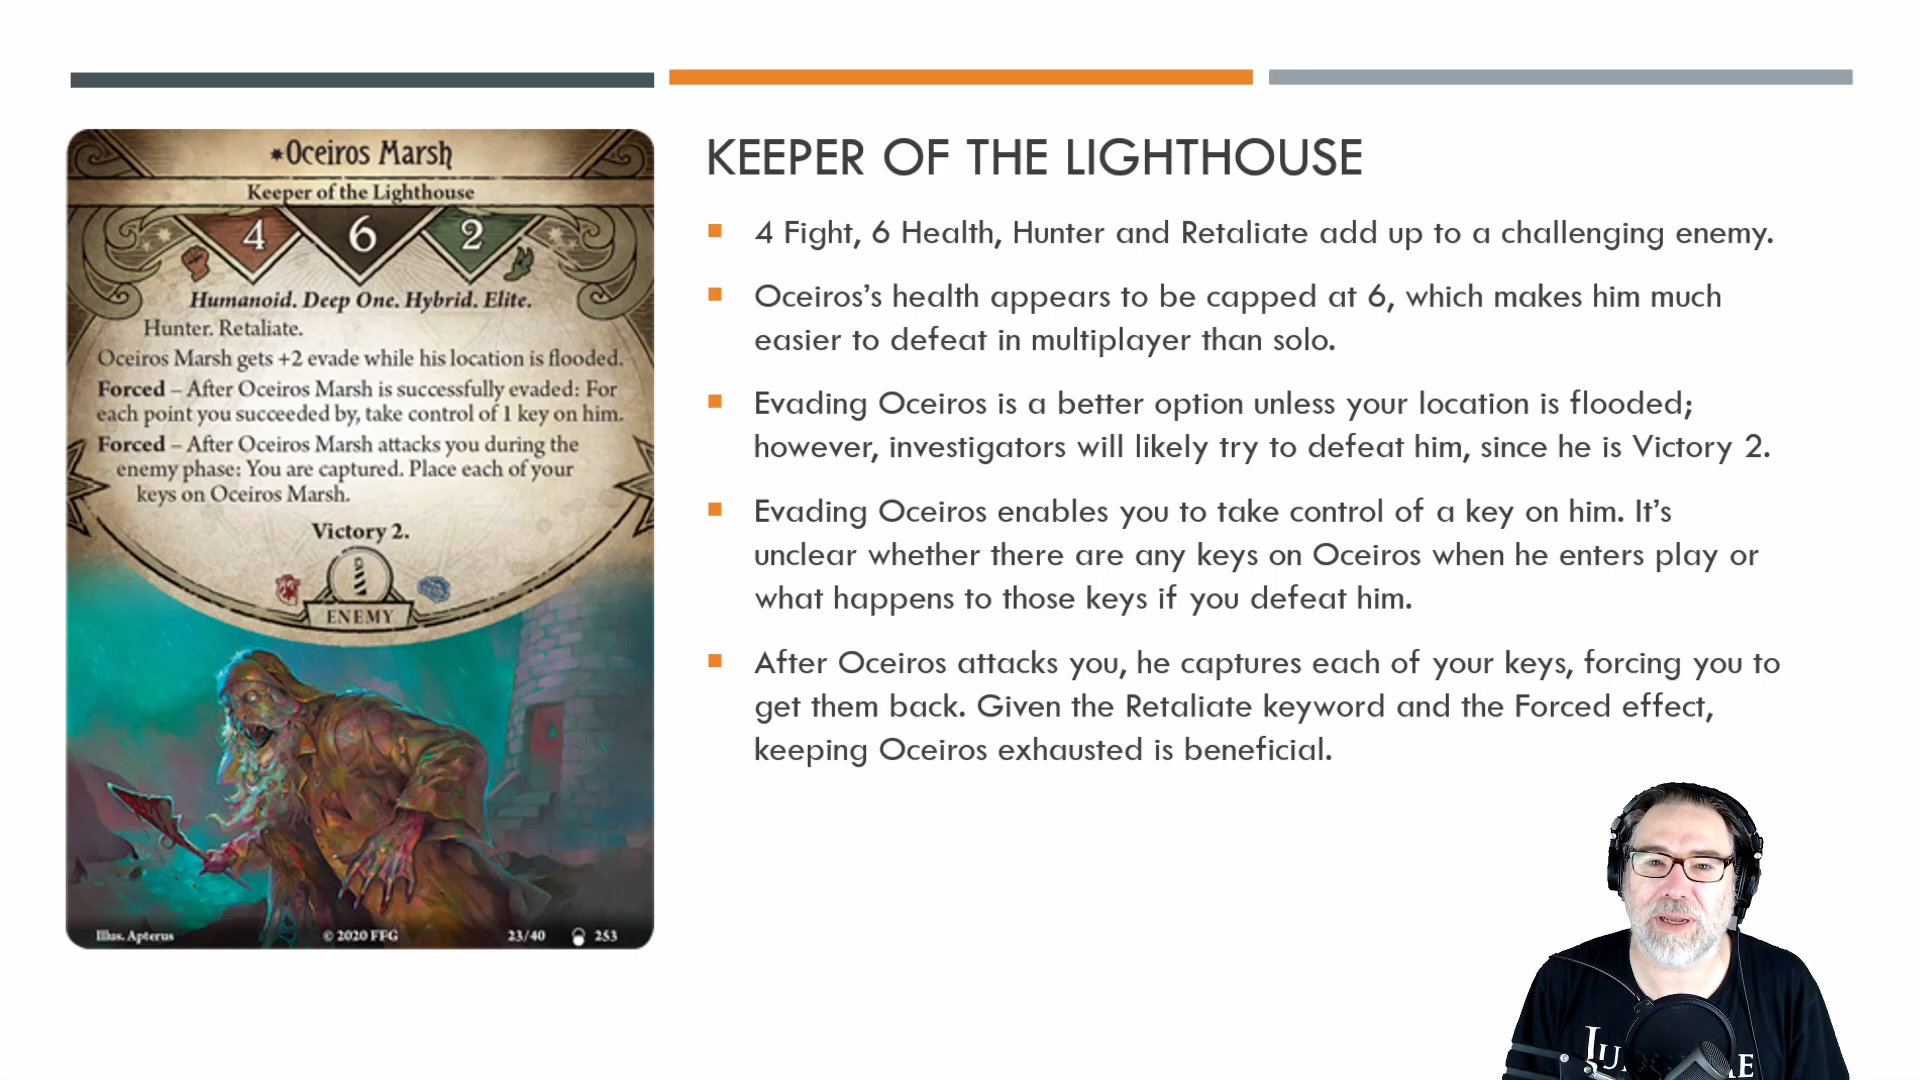 *Oceiros Marsh
Keeper of the Lighthouse
4 6 2
Humanoid. Deep One. Hybrid. Elite.
Hunter. Retaliate.
Oceiros Marsh gets +2 evade while his location is flooded.
Forced – After Oceiros Marsh is successfully evaded: For
each point you succeeded by, take control of 1 key on him.
Forced – After Oceiros Marsh attacks you during the
enemy phase: You are captured. Place each of your
keys on Oceiros Marsh.
Victory 2.
ENEMY
Illus. Apterus © 2020 FFG 23/40 253
KEEPER OF THE LIGHTHOUSE
4 Fight, 6 Health, Hunter and Retaliate add up to a challenging enemy.
Oceiros’s health appears to be capped at 6, which makes him much
easier to defeat in multiplayer than solo.
Evading Oceiros is a better option unless your location is flooded;
however, investigators will likely try to defeat him, since he is Victory 2.
Evading Oceiros enables you to take control of a key on him. It’s
unclear whether there are any keys on Oceiros when he enters play or
what happens to those keys if you defeat him.
After Oceiros attacks you, he captures each of your keys, forcing you to
get them back. Given the Retaliate keyword and the Forced effect,
keeping Oceiros exhausted is beneficial.